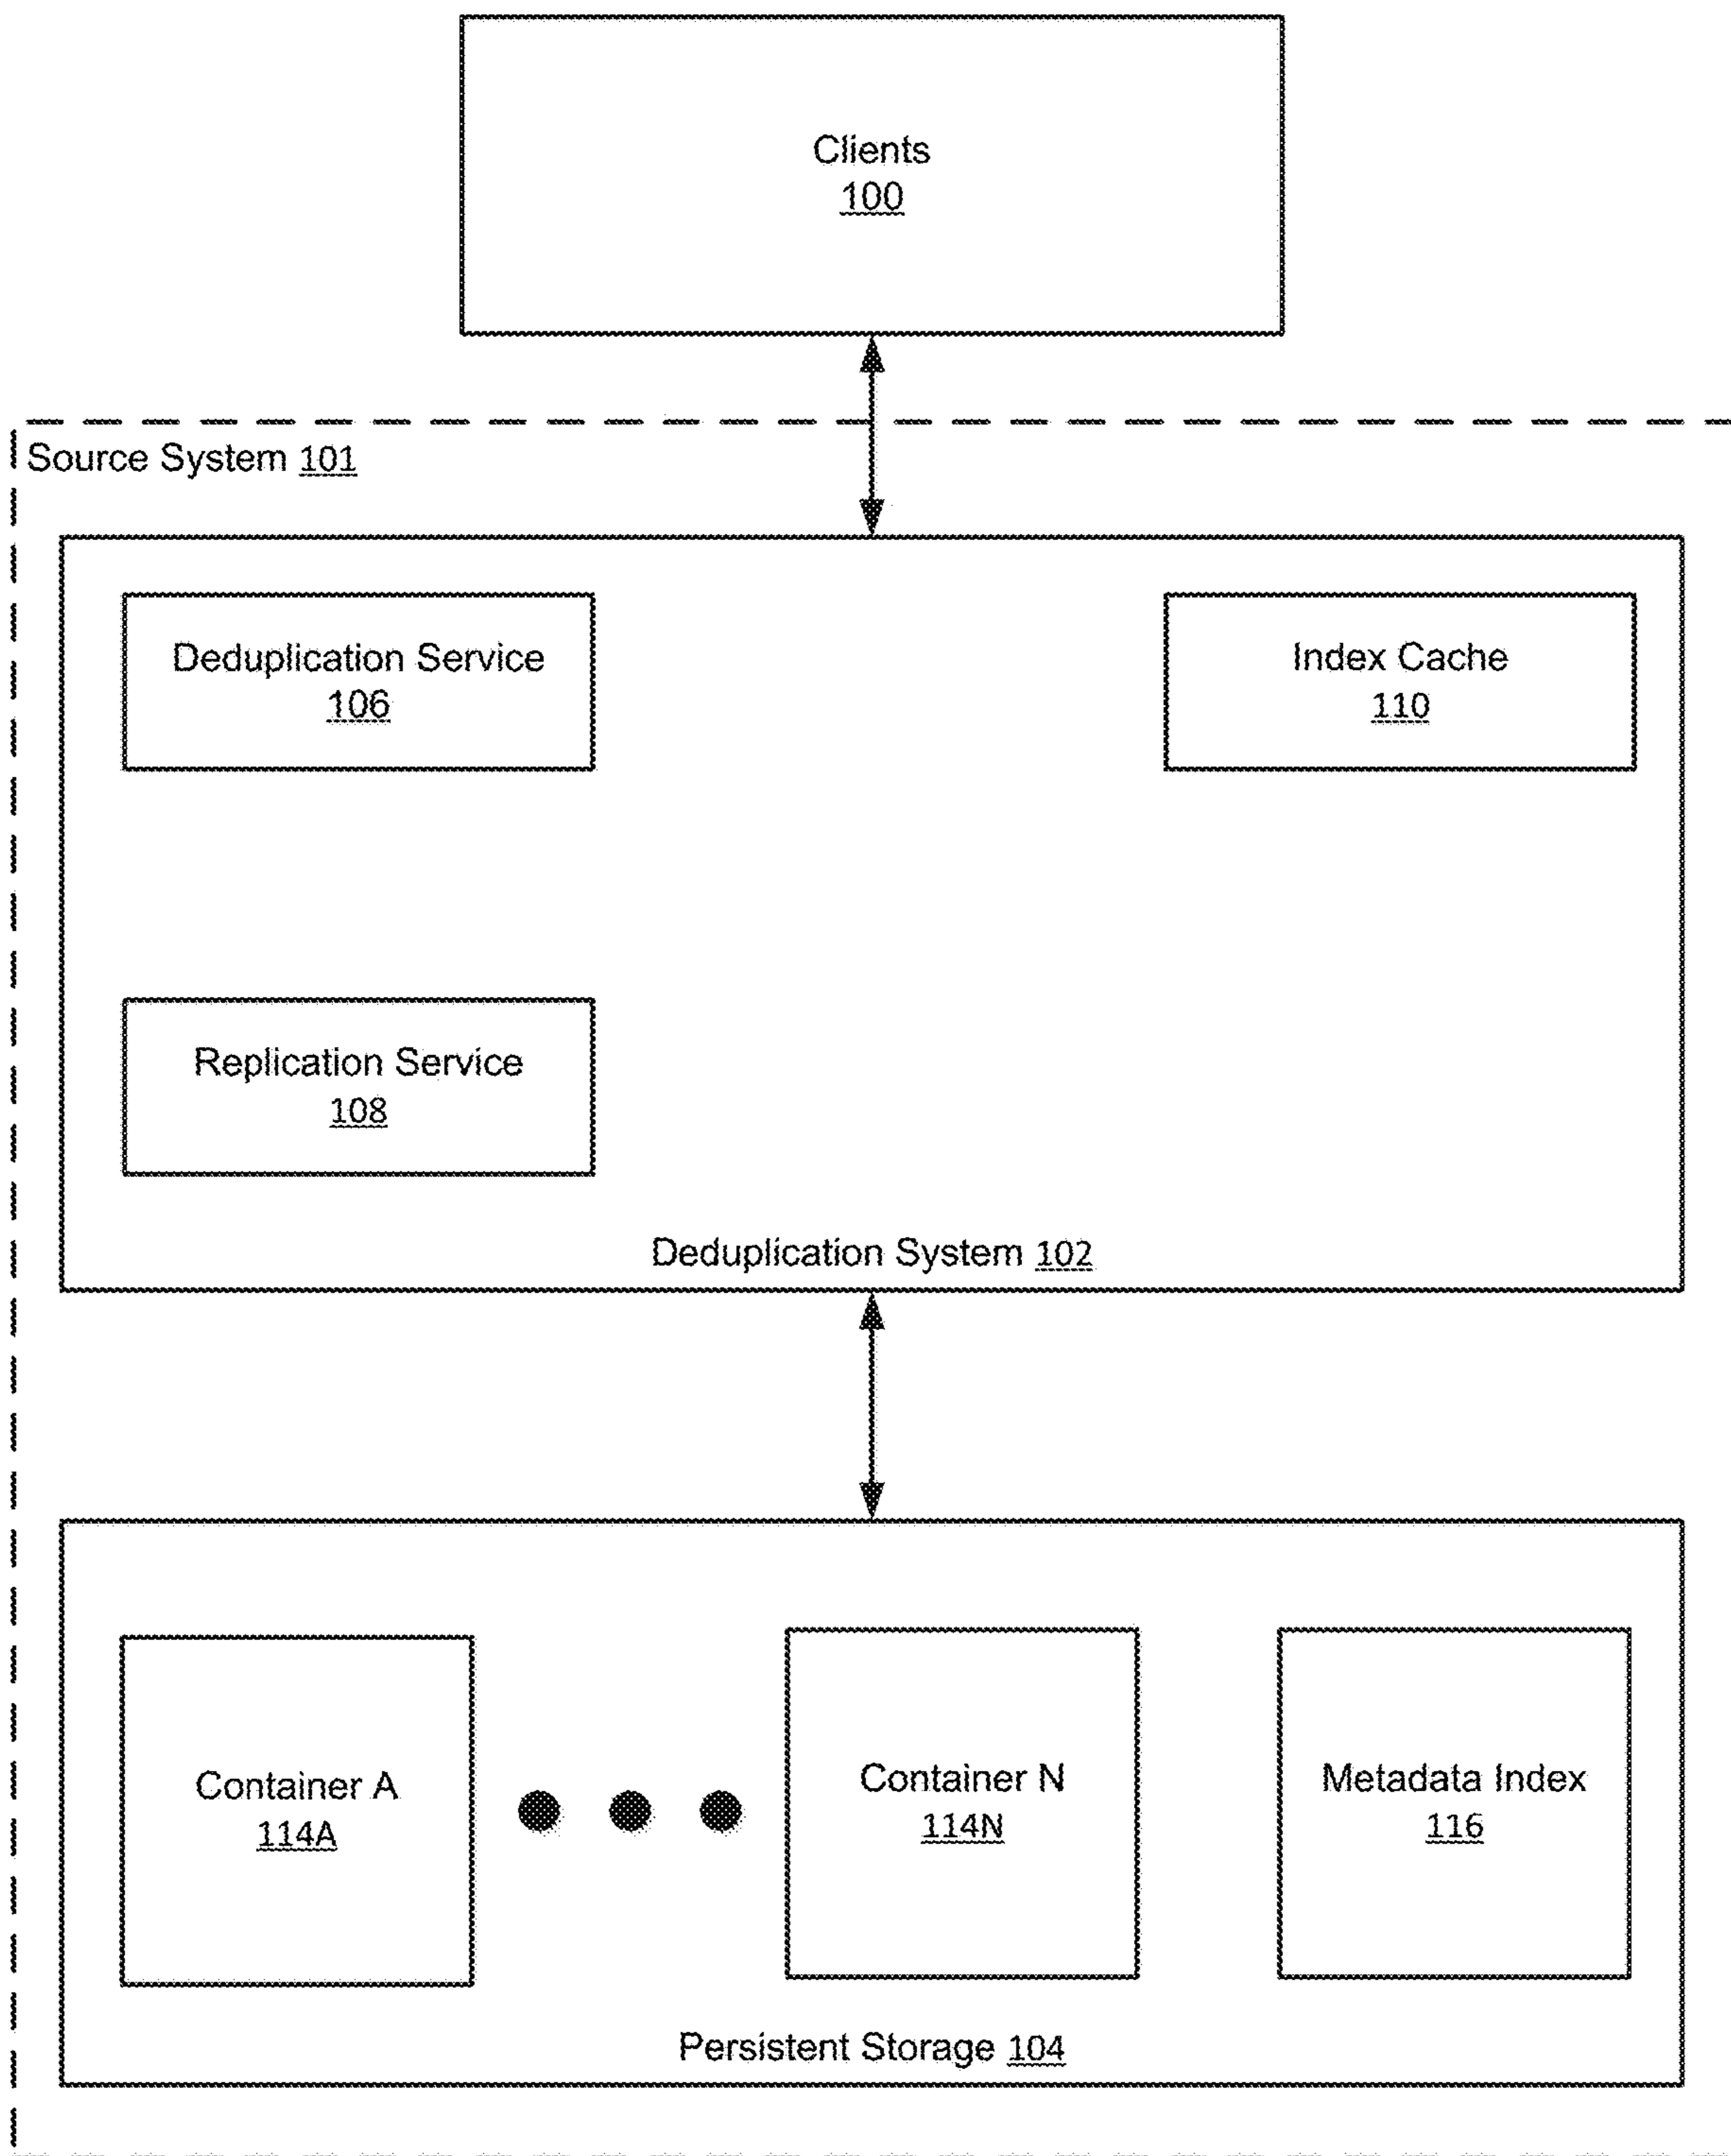 Clients
100
Source System 101
Deduplication Service
106
Index Cache
110
Replication Service
108
Deduplication System 102
Container A
114A
Container N
114N
Metadata Index
116
Persistent Storage 104